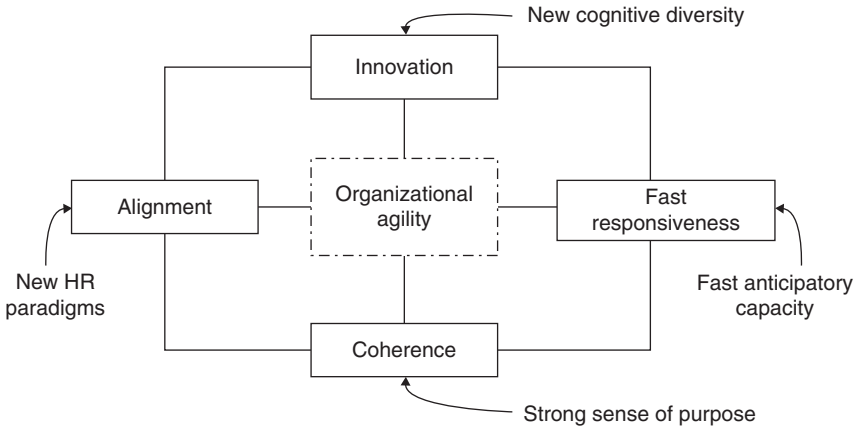 New cognitive diversity
Innovation
Organizational
agility
Alignment
Fast
responsiveness
New HR
paradigms
Fast anticipatory
capacity
Coherence
Strong sense of purpose